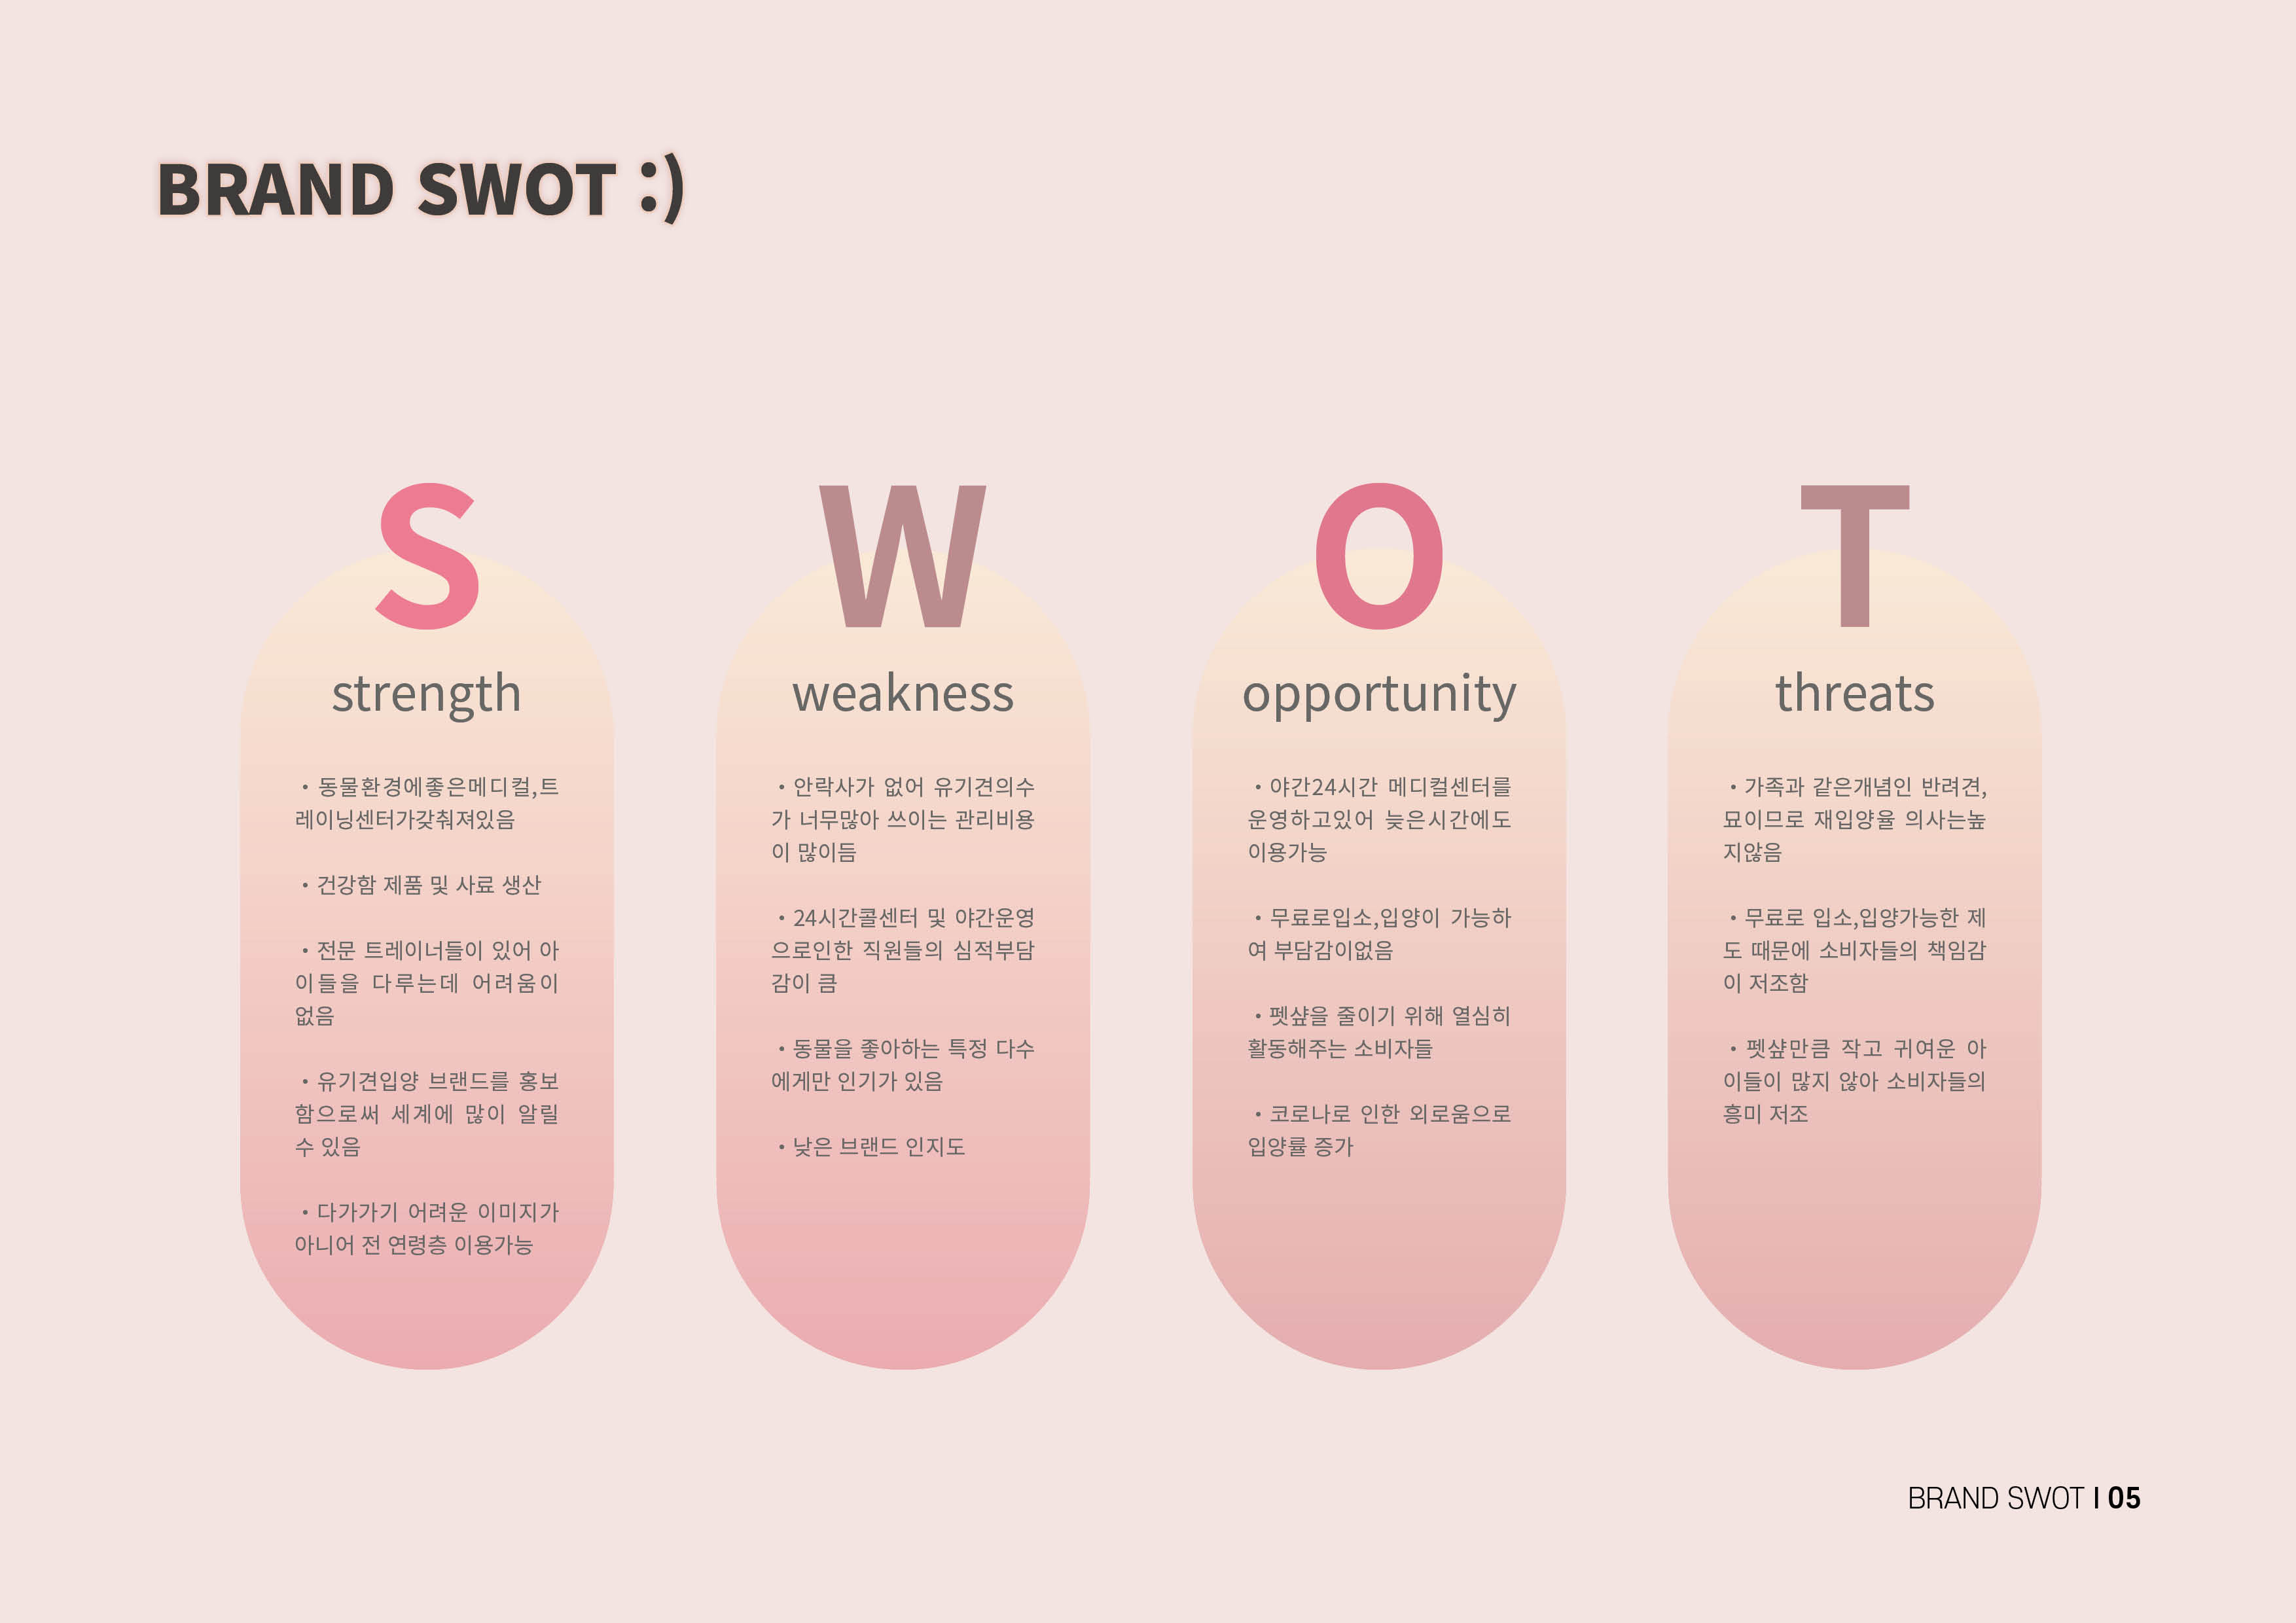 BRAND SWOT :)
S
strength
• 동물환경에좋은메디컬,트
레이닝센터가갖춰져있음
• 건강함 제품 및 사료 생산
• 전문 트레이너들이 있어 아
이들을 다루는데 어려움이
없음
• 유기견입양 브랜드를 홍보
함으로써 세계에 많이 알릴
수 있음
• 다가가기 어려운 이미지가
아니어 전 연령층 이용가능
W
weakness
• 안락사가 없어 유기견의수
가 너무많아 쓰이는 관리비용
이 많이듬
• 24시간콜센터 및 야간운영
으로인한 직원들의 심적부담
감이 큼
• 동물을 좋아하는 특정 다수
에게만 인기가 있음
• 낮은 브랜드 인지도
O
opportunity
• 야간24시간 메디컬센터를
운영하고있어 늦은시간에도
이용가능
• 무료로입소,입양이 가능하
여 부담감이없음
• 펫샾을 줄이기 위해 열심히
활동해주는 소비자들
• 코로나로 인한 외로움으로
입양률 증가
T
threats
• 가족과 같은개념인 반려견,
묘이므로 재입양율 의사는높
지않음
• 무료로 입소,입양가능한 제
도 때문에 소비자들의 책임감
이 저조함
• 펫샾만큼 작고 귀여운 아
이들이 많지 않아 소비자들의
흥미 저조
BRAND SWOT I 05